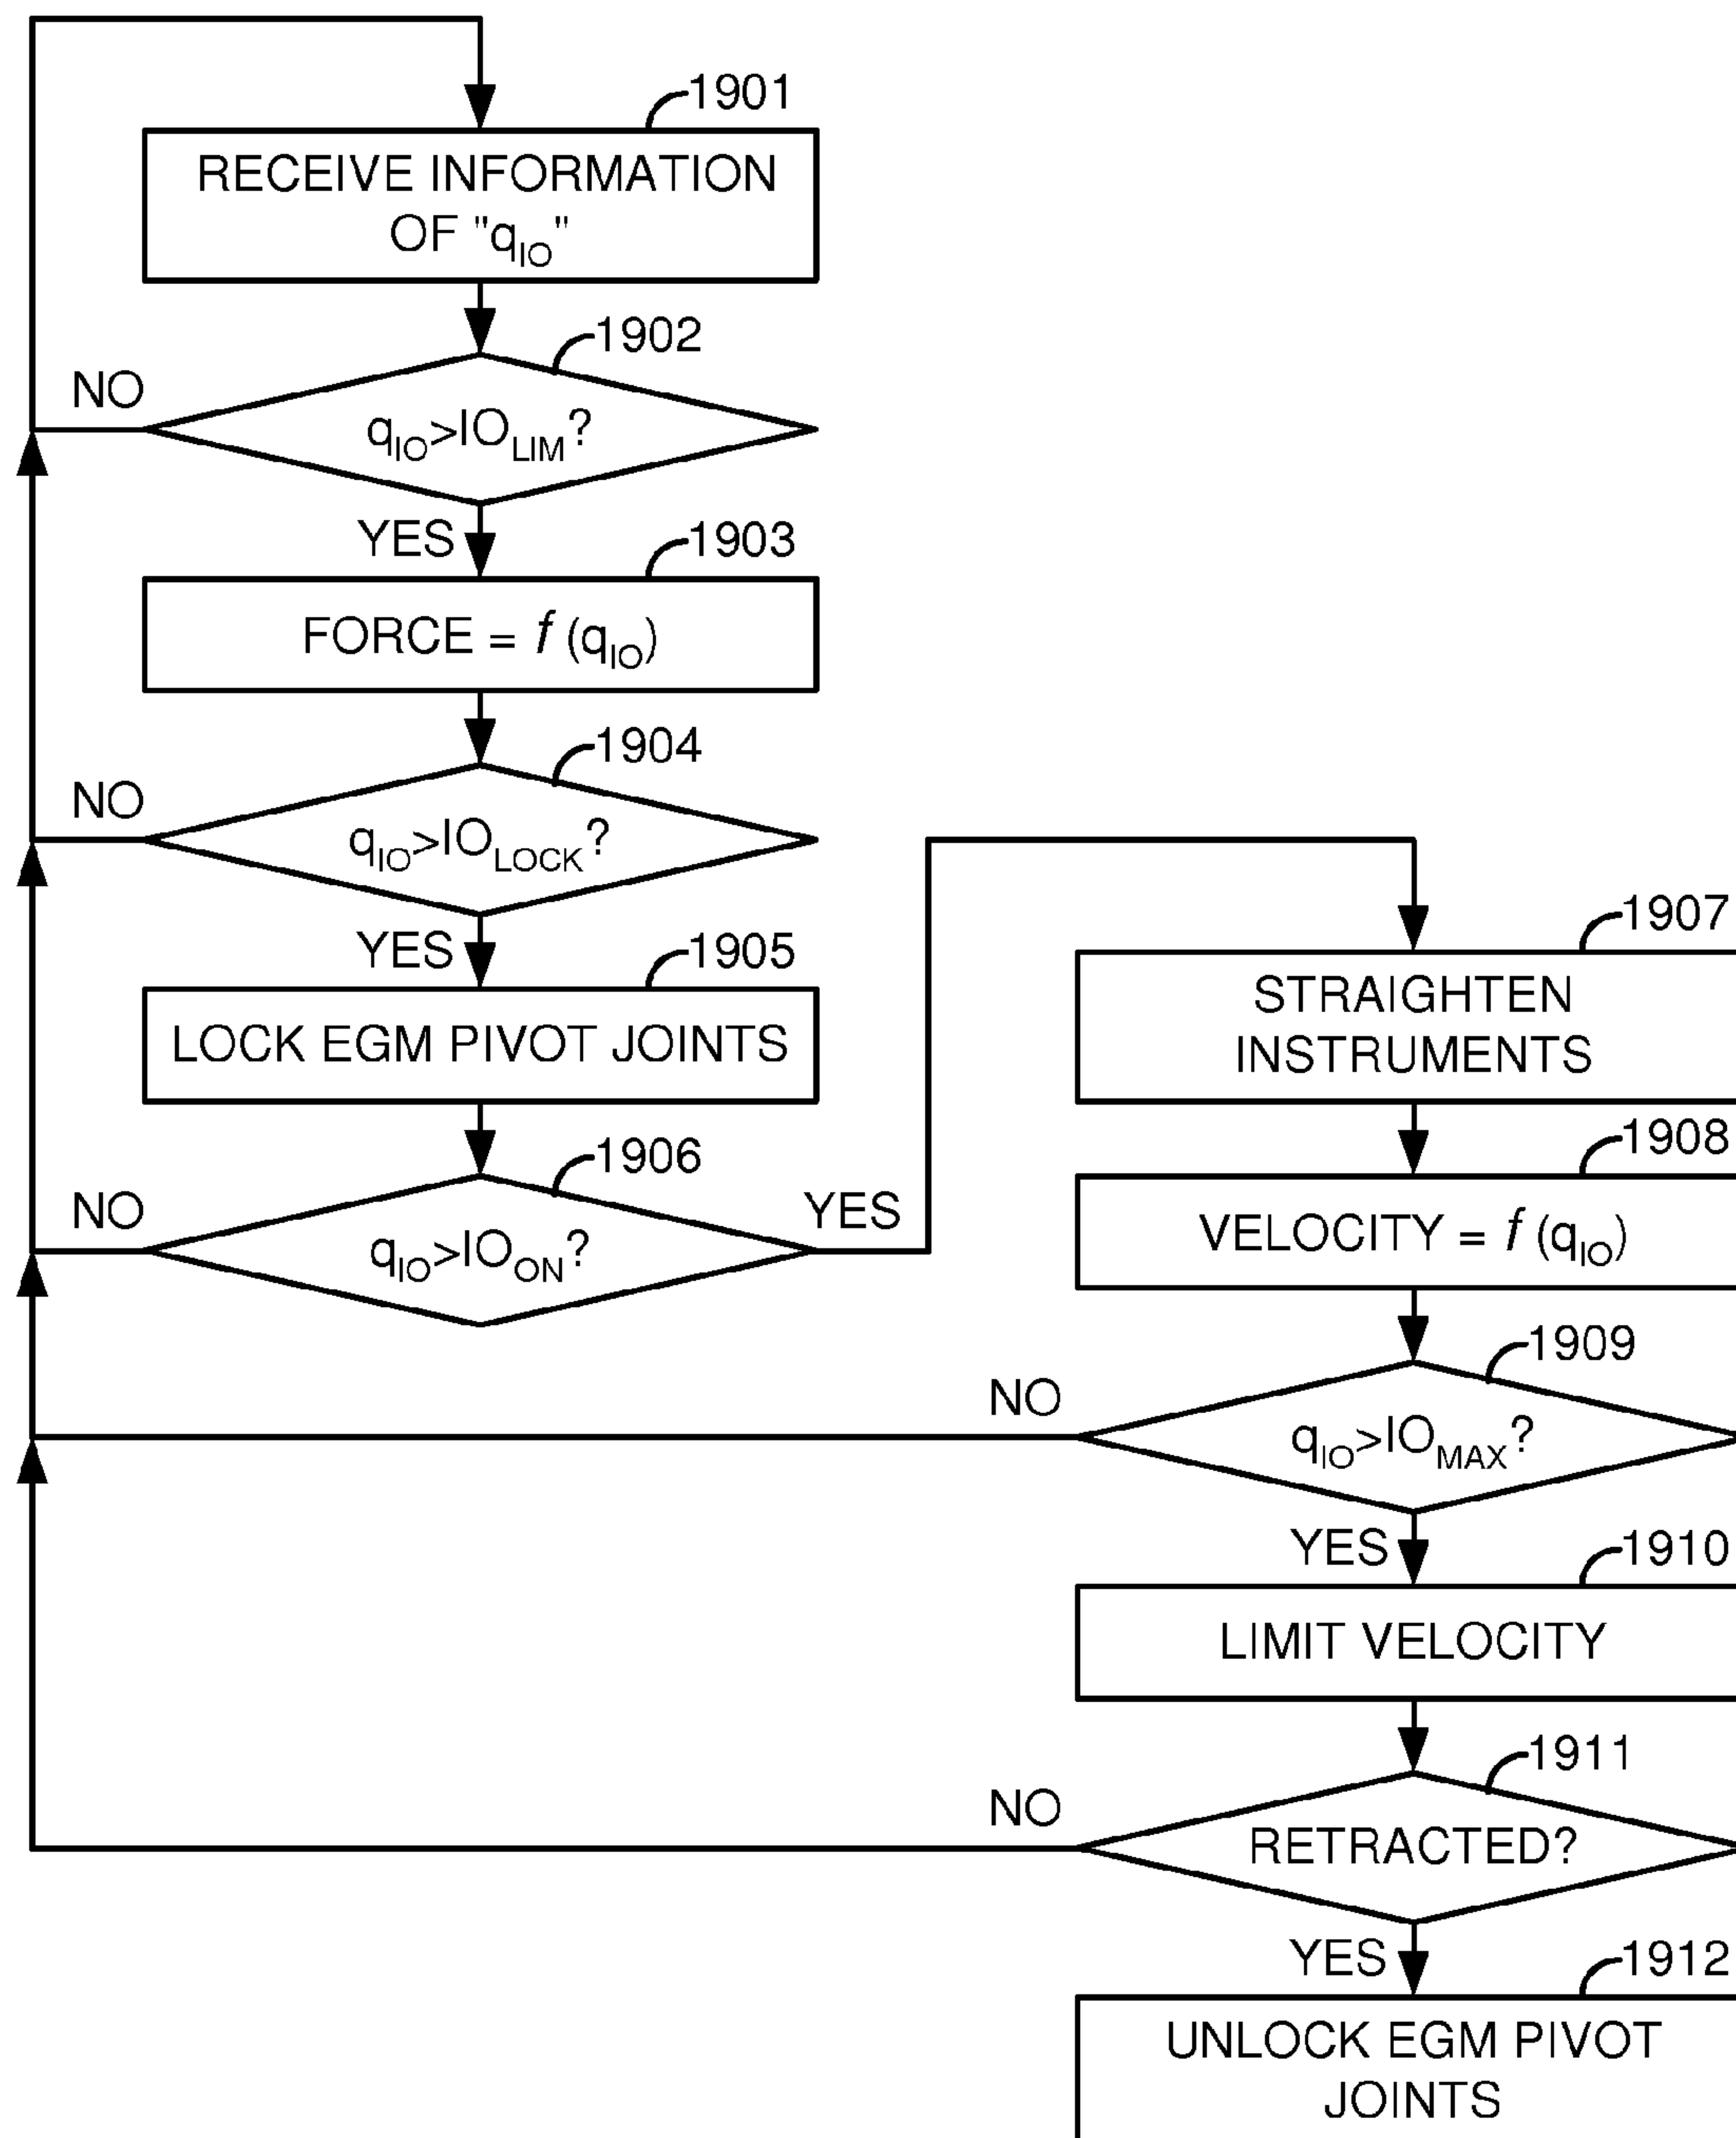 1901
RECEIVE INFORMATION
OF "qIO"
1902
NO
qIO>IOLIM?
YES
1903
FORCE = f (qIO)
1904
NO
qIO>IOLOCK?
YES
1905
LOCK EGM PIVOT JOINTS
1906
NO
qIO>IOON?
YES
1907
STRAIGHTEN
INSTRUMENTS
1908
VELOCITY = f (qIO)
1909
NO
qIO>IOMAX?
YES
1910
LIMIT VELOCITY
1911
NO
RETRACTED?
YES
1912
UNLOCK EGM PIVOT
JOINTS